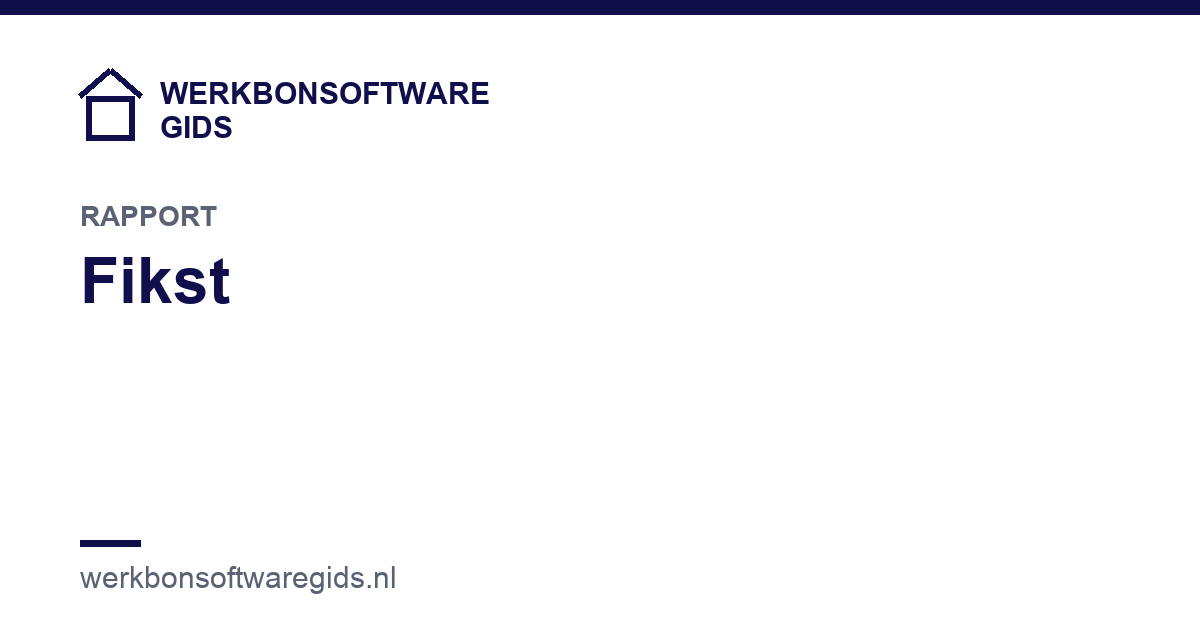 WERKBONSOFTWARE
GIDS
RAPPORT
Fikst
werkbonsoftwaregids.nl